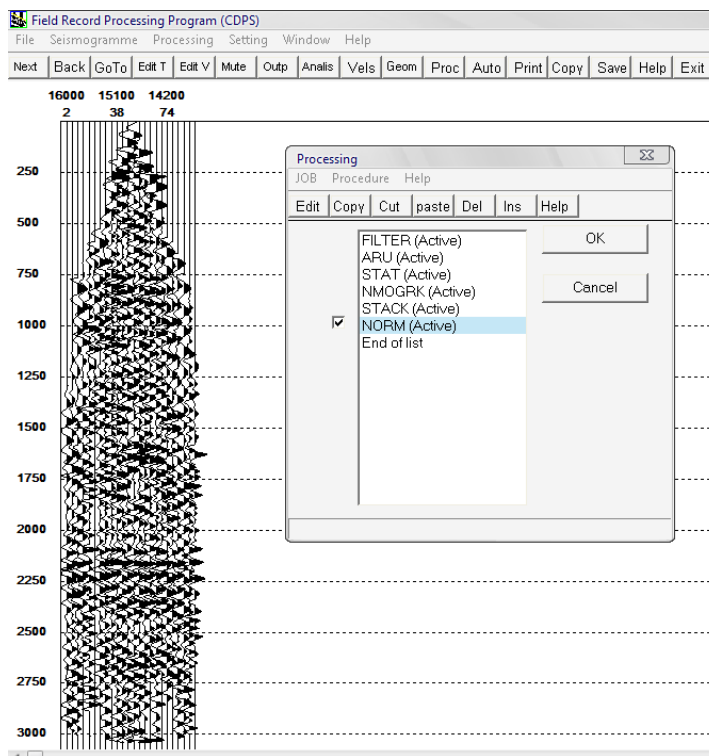 Field Record Processing Program (CDPS)
File Seismogramme Processing Setting Window Help
Next Back GoTo Edit T Edit V Mute Outp Analis Vels Geom Proc Auto Print Copy Save Help Exit
16000 15100 14200
2 38 74
Processing
JOB Procedure Help
Edit Copy Cut paste Del Ins Help
FILTER (Active)
ARU (Active)
STAT (Active)
NMOGRK (Active)
STACK (Active)
NORM (Active)
End of list
OK
Cancel
250
500
750
1000
1250
1500
1750
2000
2250
2500
2750
3000